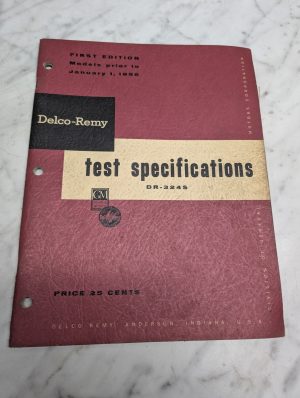 FIRST EDITION
Models prior to
January 1, 1956
Delco-Remy
test specifications
DR-324S
GM
PRICE 25 CENTS
DELCO-REMY, ANDERSON, INDIANA, U.S.A.